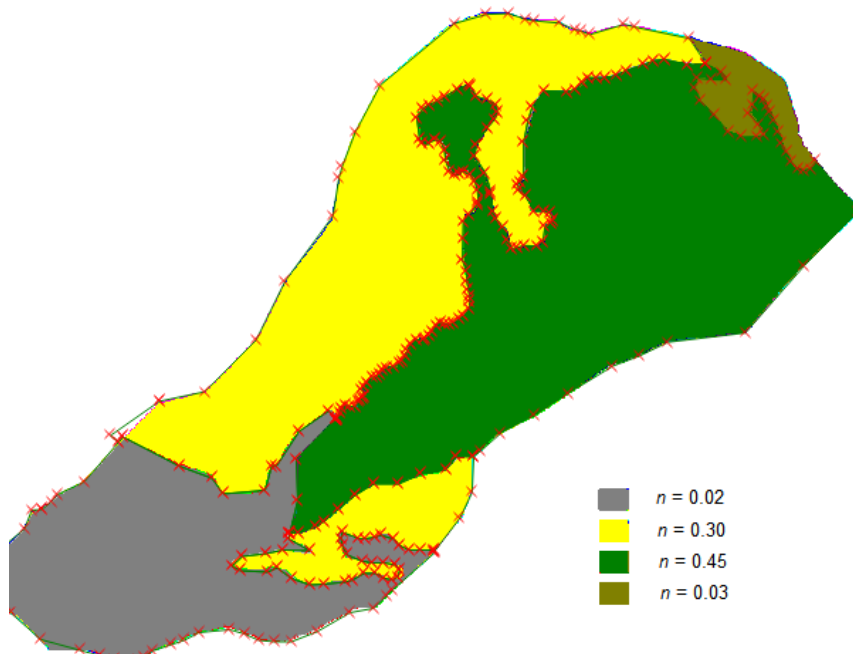 n = 0.02
n = 0.30
n = 0.45
n = 0.03